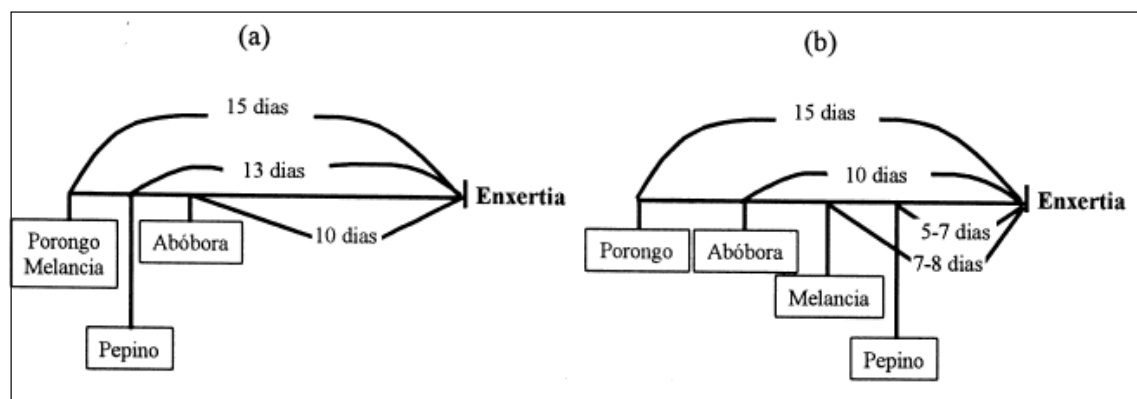 (a)
15 dias
13 dias
Enxertia
10 dias
Porongo
Melancia
Abóbora
Pepino
(b)
15 dias
10 dias
Enxertia
5-7 dias
7-8 dias
Porongo
Abóbora
Melancia
Pepino